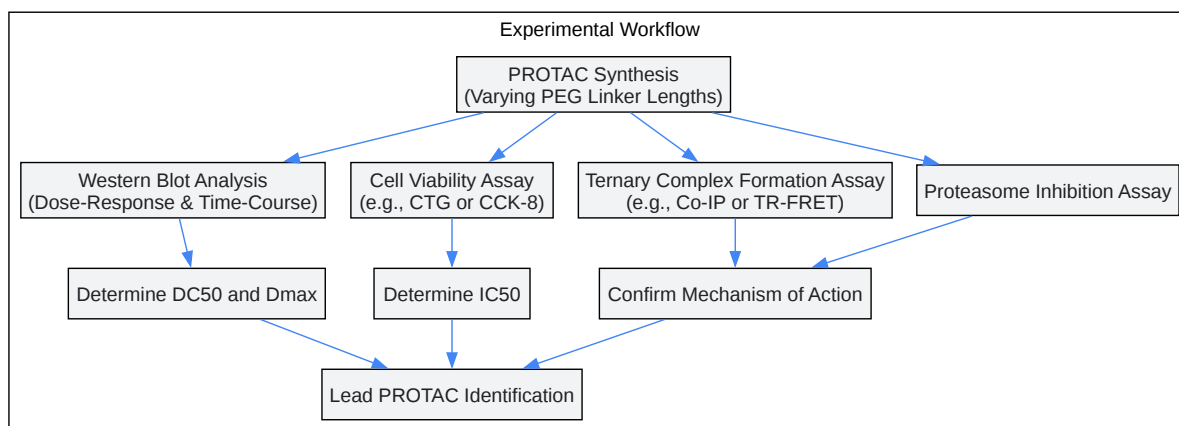 Experimental Workflow
PROTAC Synthesis
(Varying PEG Linker Lengths)
Western Blot Analysis
(Dose-Response & Time-Course)
Cell Viability Assay
(e.g., CTG or CCK-8)
Ternary Complex Formation Assay
(e.g., Co-IP or TR-FRET)
Proteasome Inhibition Assay
Determine DC50 and Dmax
Determine IC50
Confirm Mechanism of Action
Lead PROTAC Identification